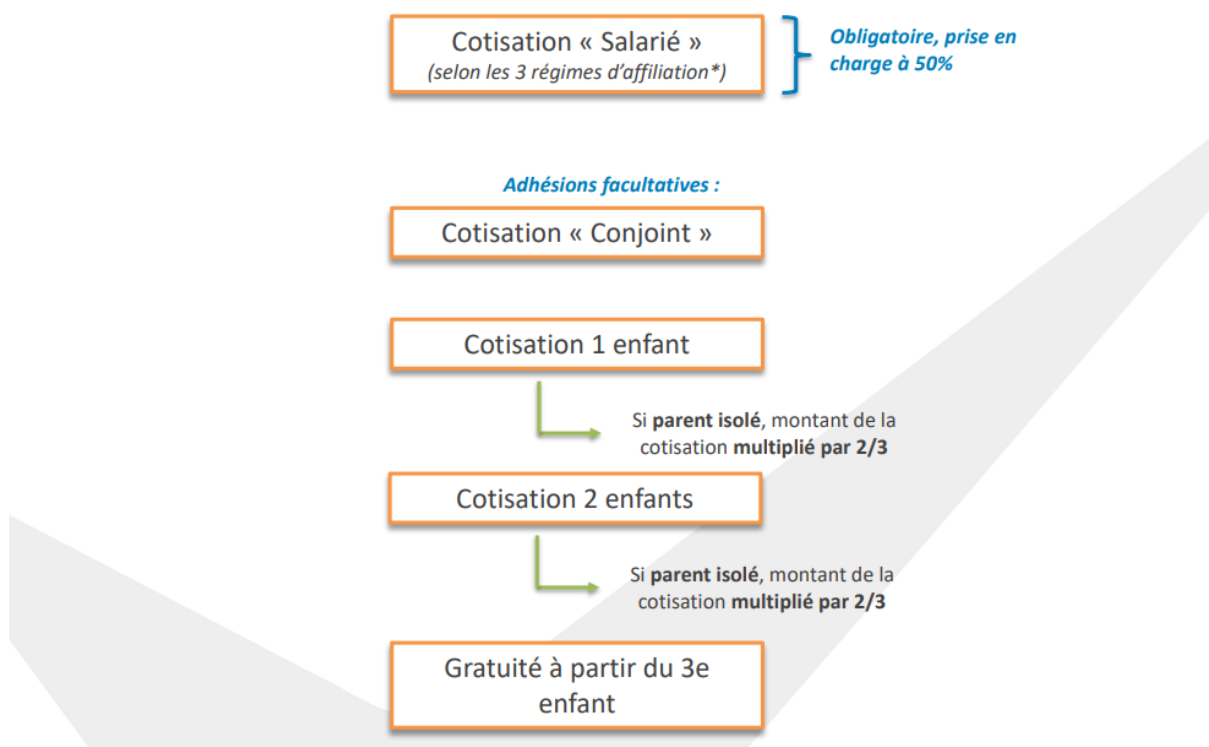 Cotisation « Salarié »
(selon les 3 régimes d’affiliation*)
Obligatoire, prise en
charge à 50%
Adhésions facultatives :
Cotisation « Conjoint »
Cotisation 1 enfant
Si parent isolé, montant de la
cotisation multiplié par 2/3
Cotisation 2 enfants
Si parent isolé, montant de la
cotisation multiplié par 2/3
Gratuité à partir du 3e
enfant